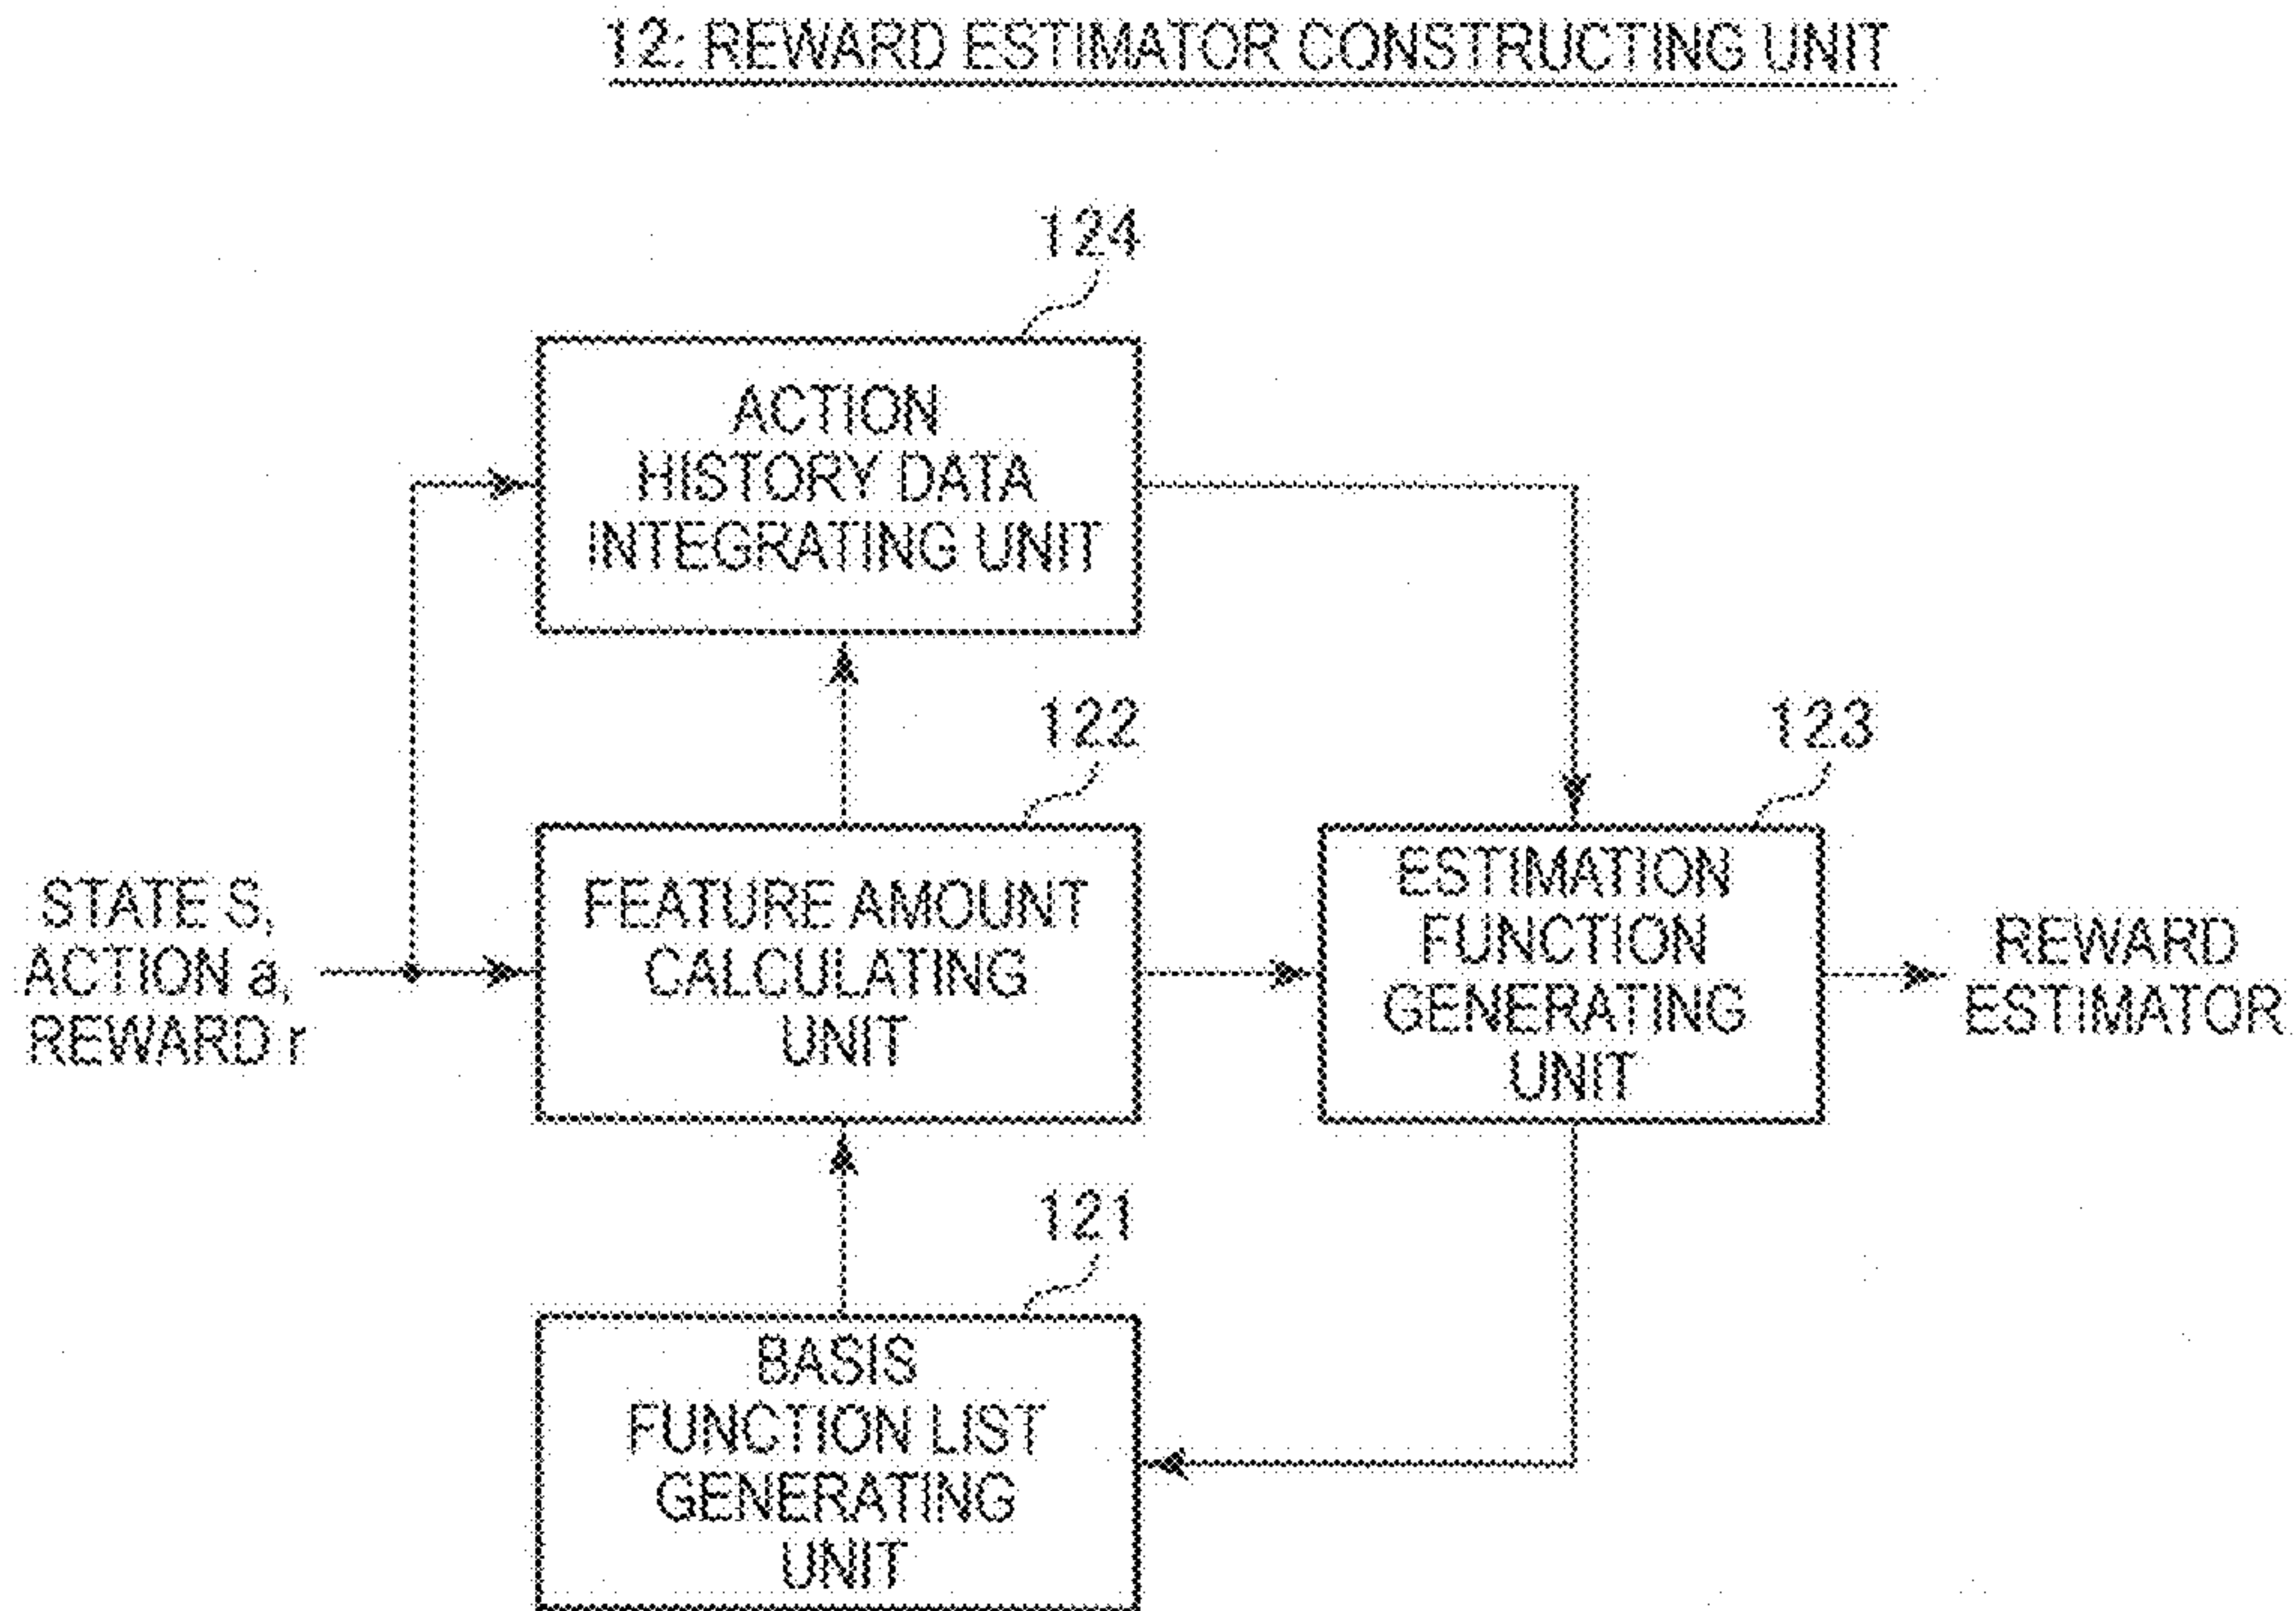 12: REWARD ESTIMATOR CONSTRUCTING UNIT
124
ACTION
HISTORY DATA
INTEGRATING UNIT
122
123
STATE S,
ACTION a,
REWARD r
FEATURE AMOUNT
CALCULATING
UNIT
ESTIMATION
FUNCTION
GENERATING
UNIT
REWARD
ESTIMATOR
121
BASIS
FUNCTION LIST
GENERATING
UNIT